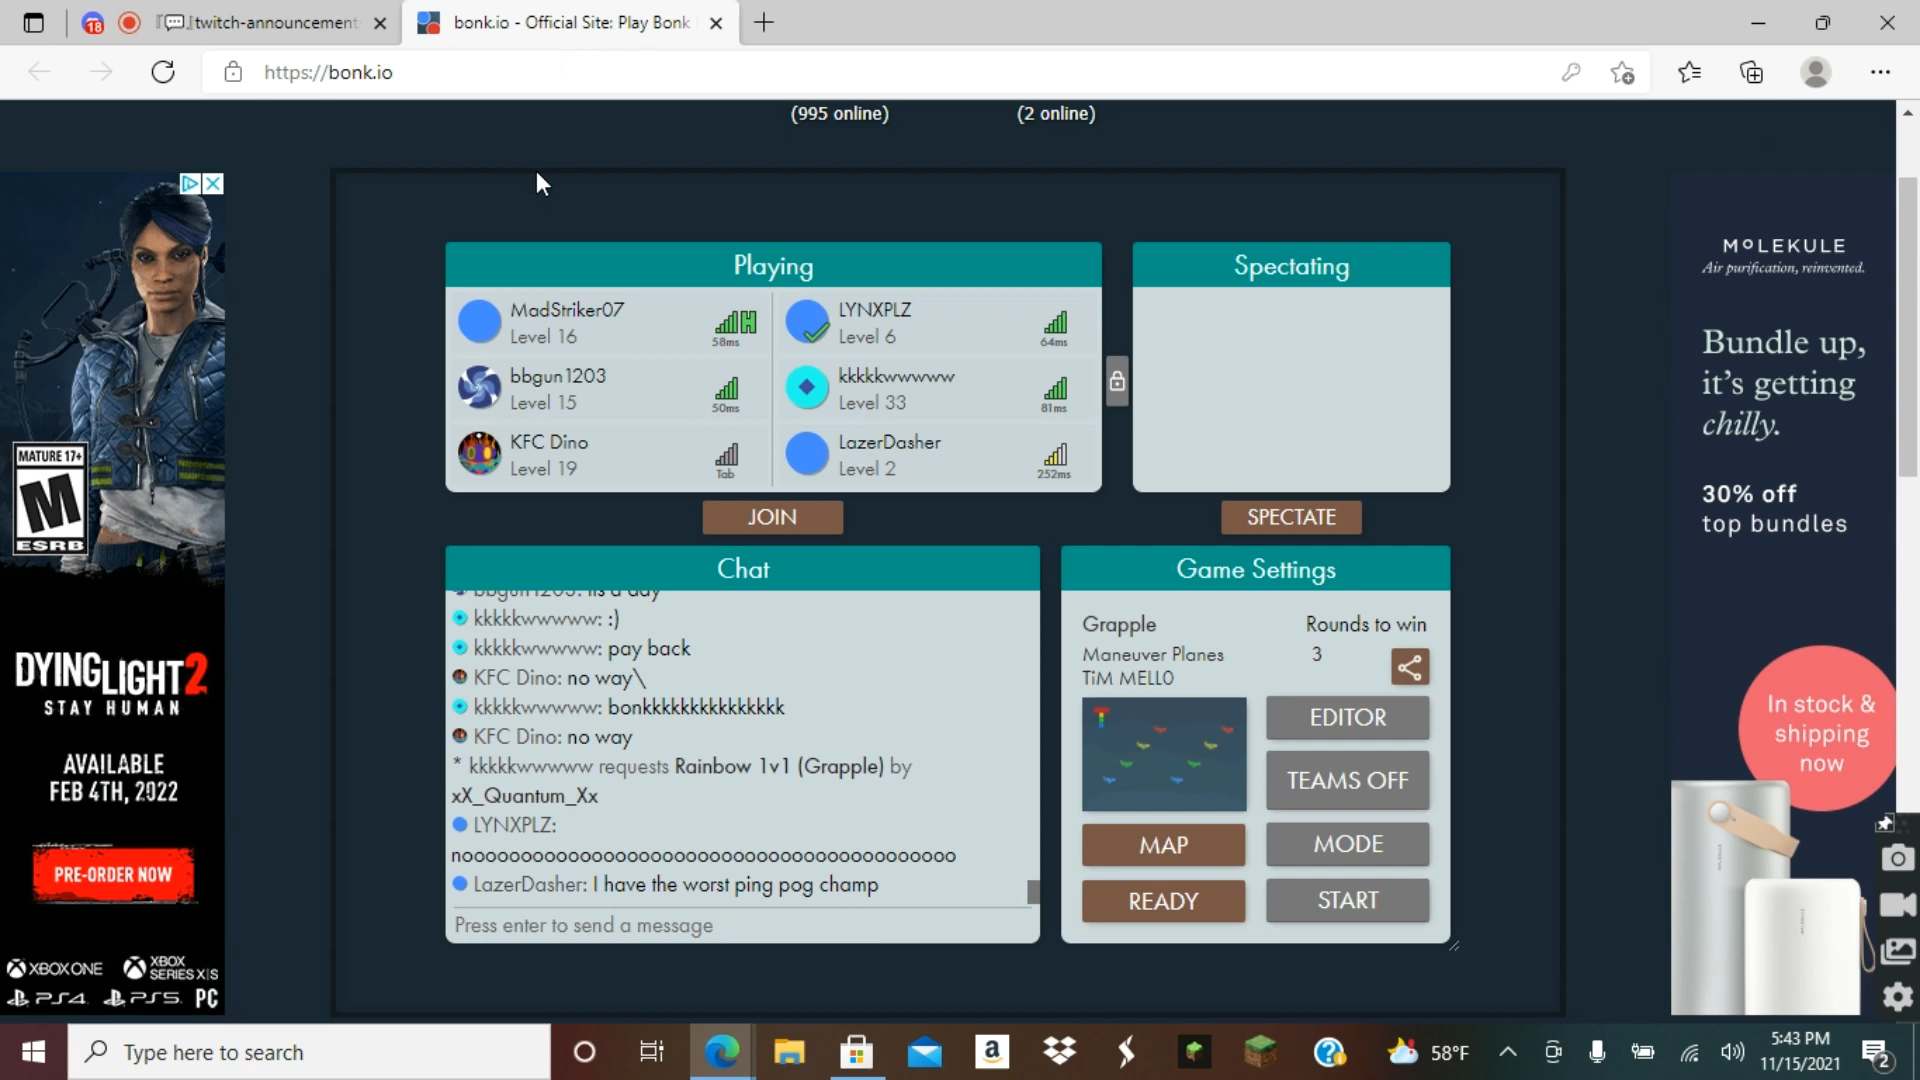 18
twitch-announcement
bonk.io - Official Site: Play Bonk
https://bonk.io
(995 online)
(2 online)
Playing
MadStriker07
Level 16
H
58ms
LYNXPLZ
Level 6
64ms
bbgun1203
Level 15
50ms
kkkkkwwwww
Level 33
81ms
KFC Dino
Level 19
Tab
LazerDasher
Level 2
252ms
Spectating
JOIN
SPECTATE
Chat
bbgun1203: its a day
kkkkkwwwww: :)
kkkkkwwwww: pay back
KFC Dino: no way\
kkkkkwwwww: bonkkkkkkkkkkkkkkk
KFC Dino: no way
* kkkkkwwwww requests Rainbow 1v1 (Grapple) by
xX_Quantum_Xx
LYNXPLZ:
noooooooooooooooooooooooooooooooooooooooo
LazerDasher: I have the worst ping pog champ
Press enter to send a message
Game Settings
Grapple
Rounds to win
Maneuver Planes
3
TiM MELLO
EDITOR
TEAMS OFF
MAP
MODE
READY
START
MATURE 17+
M
ESRB
DYING LIGHT 2
STAY HUMAN
AVAILABLE
FEB 4TH, 2022
PRE-ORDER NOW
XBOX ONE
XBOX
SERIES X|S
PS4
PS5
PC
MOLEKULE
Air purification, reinvented.
Bundle up,
it's getting
chilly.
30% off
top bundles
In stock &
shipping
now
Type here to search
58°F
5:43 PM
11/15/2021
2